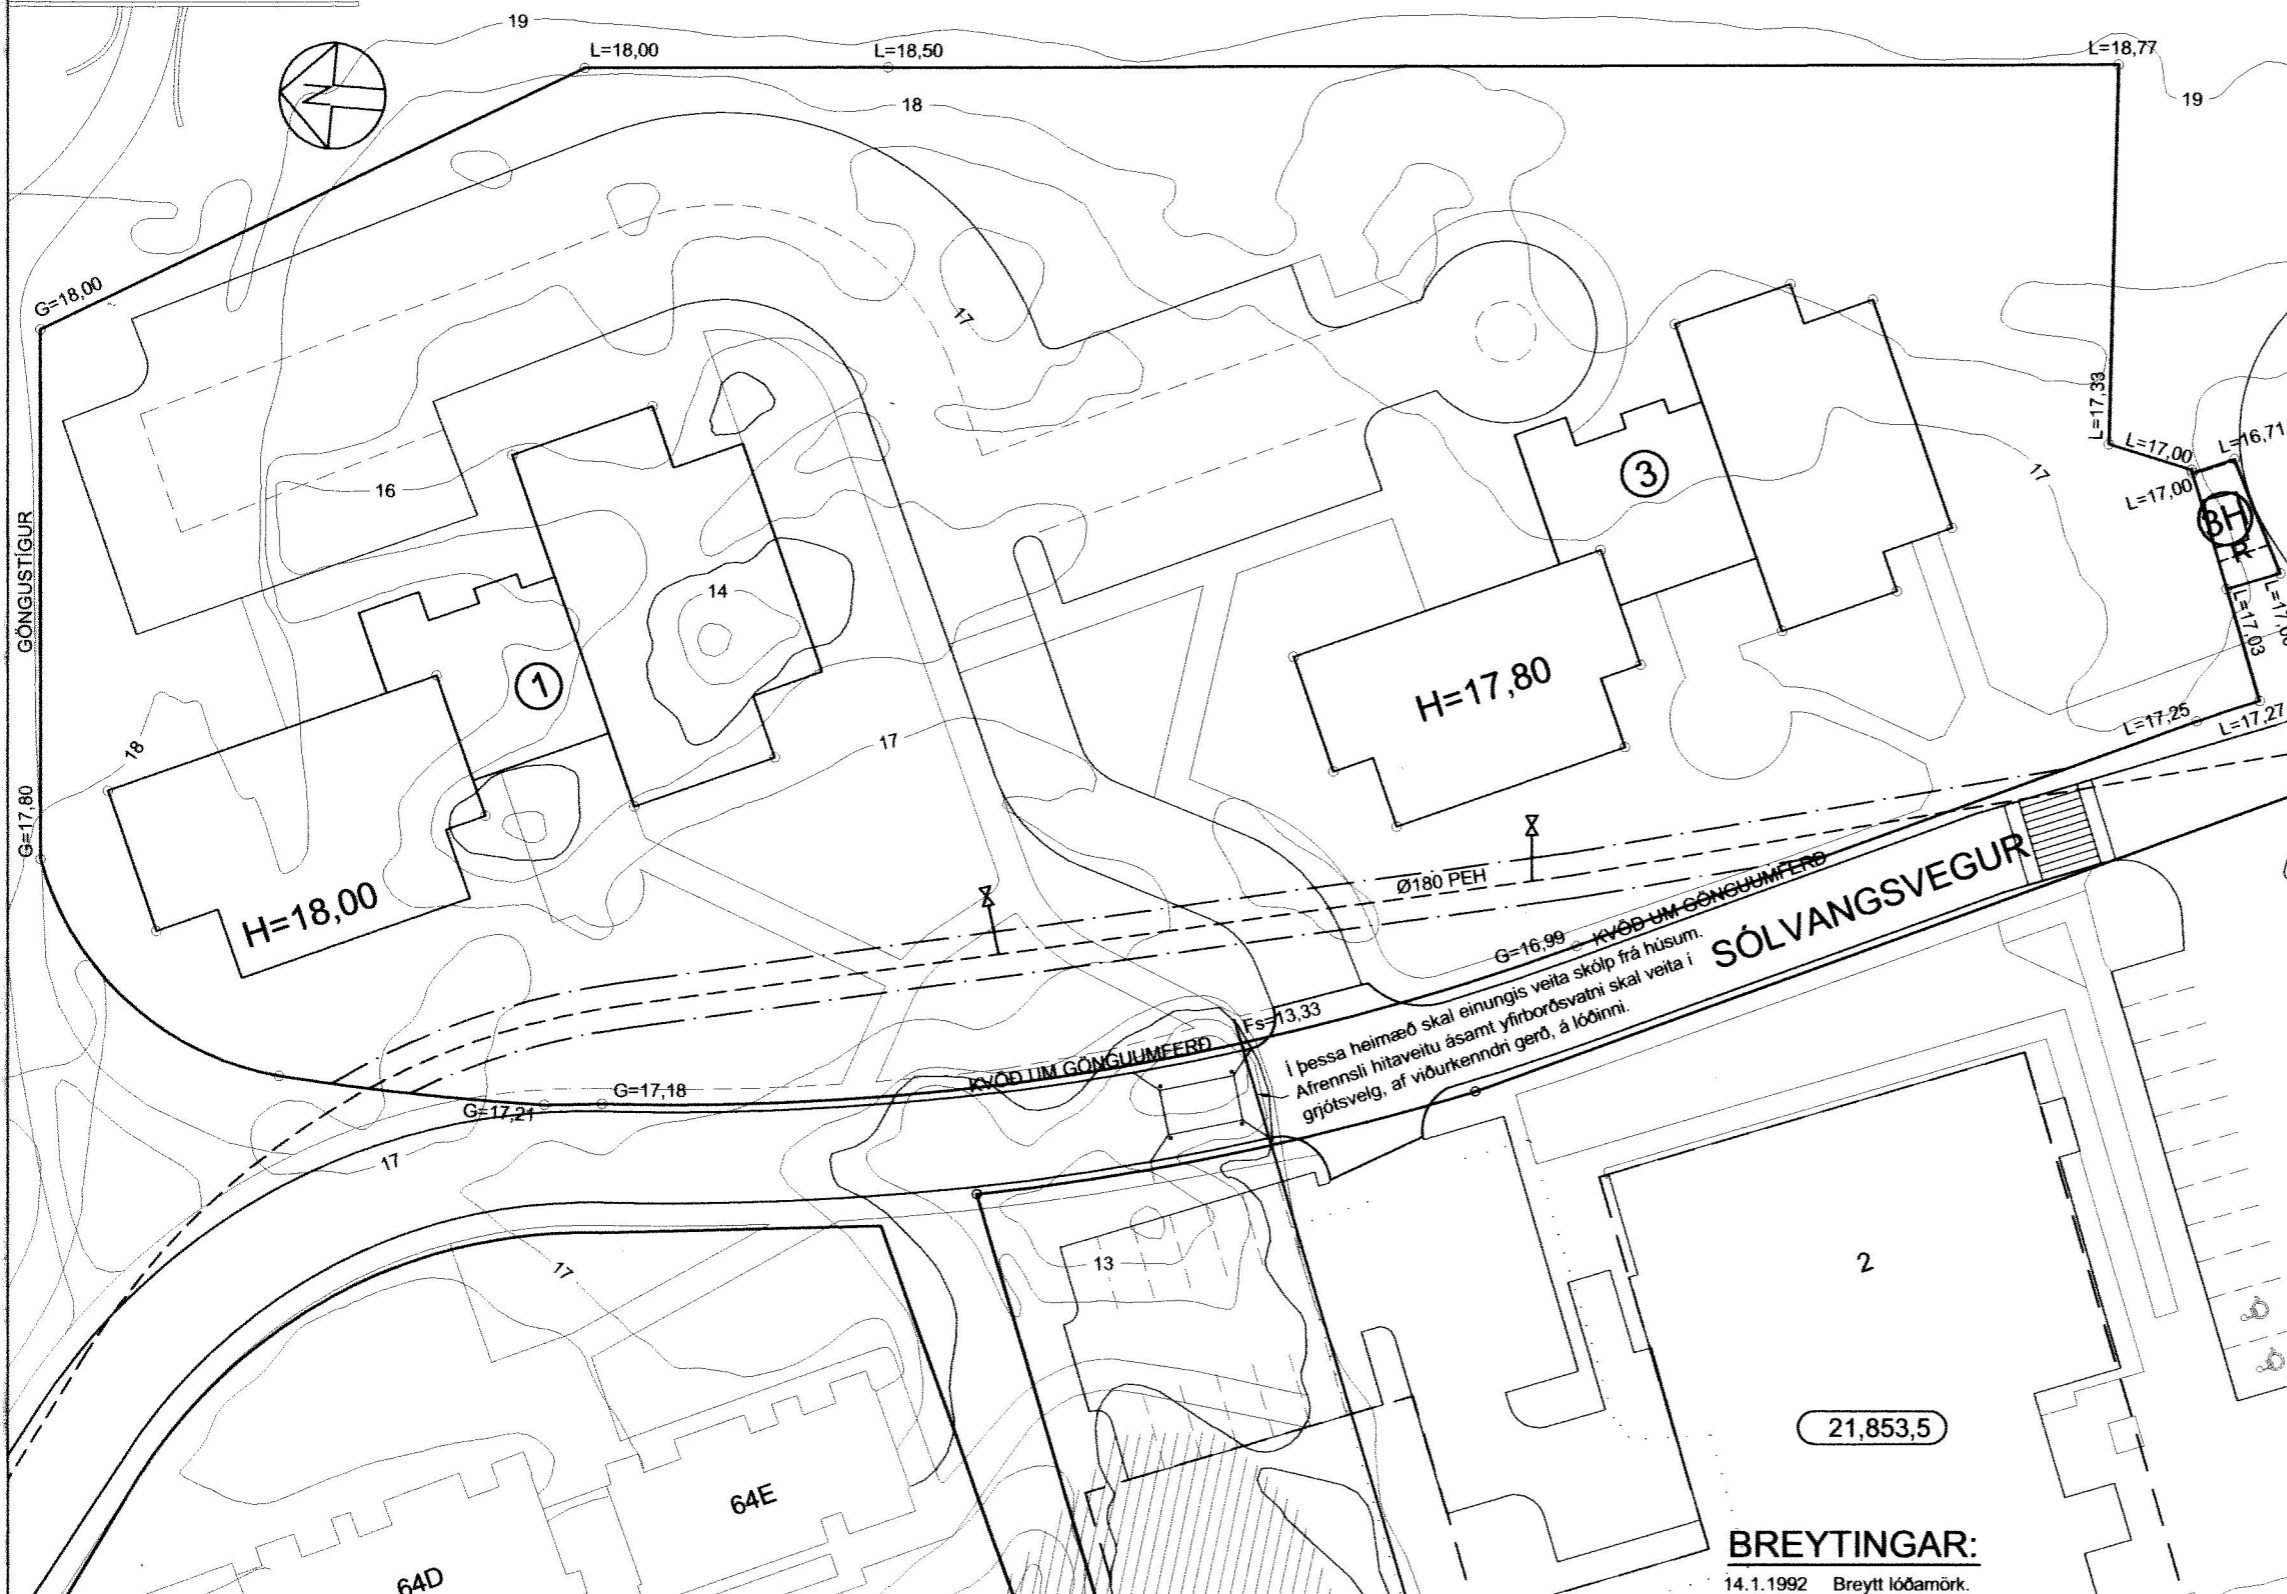 19
L=18,00
L=18,50
L=18,77
19
18
G=18,00
17
L=17,33
L=17,00
L=16,71
L=17,00
3H
R
L=17,03
17
3
16
GÖNGUSTÍGUR
14
1
H=17,80
L=17,25
L=17,27
18
17
G=17,80
H=18,00
Ø180 PEH
KVÖÐ UM GÖNGUUMFERÐ
SÓLVANGSVEGUR
G=16,99
Fs=13,33
Í þessa heimæð skal einungis veita skólp frá húsum.
Afrennsli hitaveitu ásamt yfirborðsvatni skal veita í
grjótsvelg, af viðurkenndri gerð, á lóðinni.
KVÖÐ UM GÖNGUUMFERÐ
G=17,18
G=17,21
17
17
13
2
21,853,5
64E
64D
BREYTINGAR:
14.1.1992 Breytt lóðamörk.